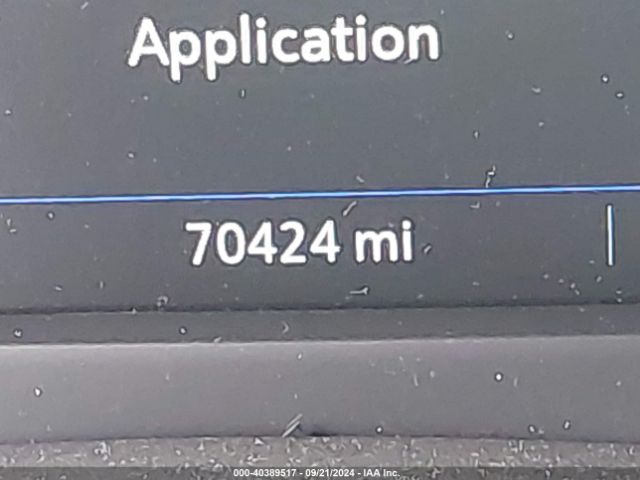 Application
70424 mi
000-40389517 - 09/21/2024 - IAA Inc.